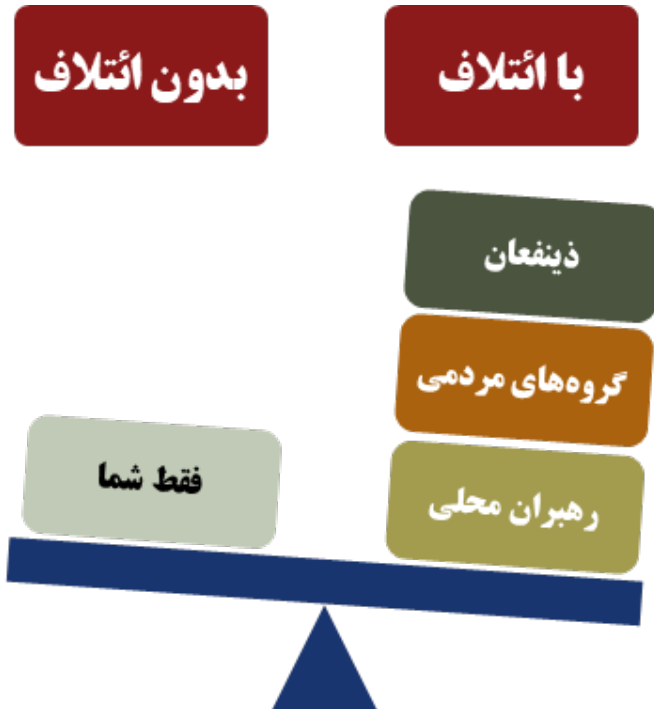 با ائتلاف
بدون ائتلاف
ذینفعان
گروه‌های مردمی
رهبران محلی
فقط شما